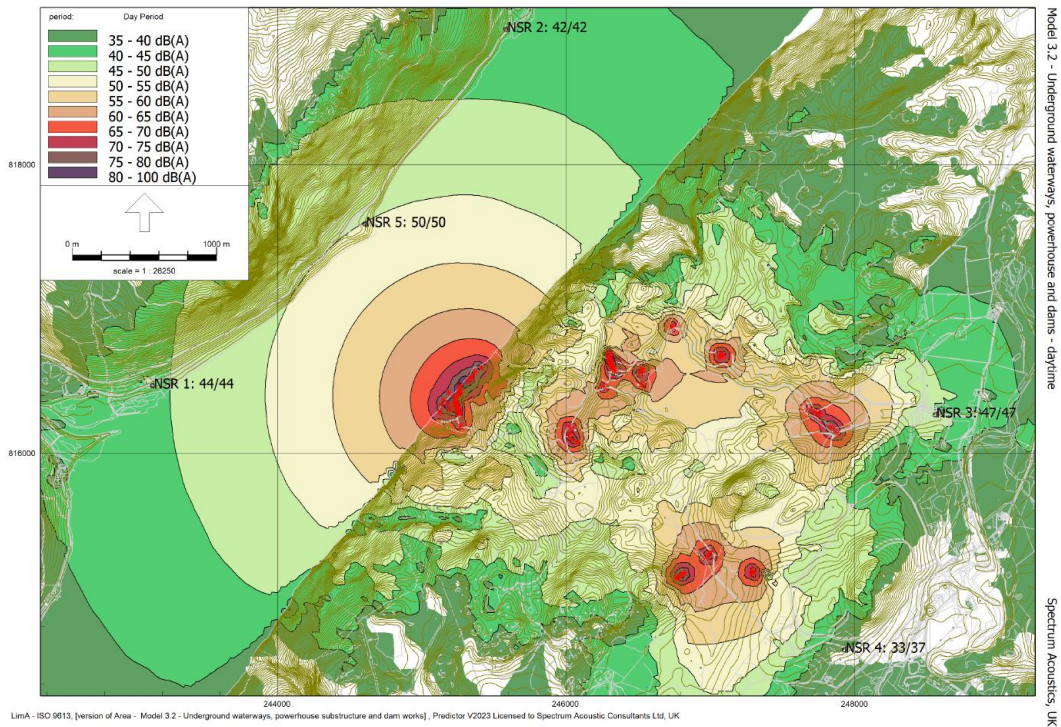 period: Day Period
35 - 40 dB(A)
40 - 45 dB(A)
45 - 50 dB(A)
50 - 55 dB(A)
55 - 60 dB(A)
60 - 65 dB(A)
65 - 70 dB(A)
70 - 75 dB(A)
75 - 80 dB(A)
80 - 100 dB(A)
0 m 1000 m
scale = 1 : 26250
NSR 2: 42/42
818000
NSR 5: 50/50
NSR 1: 44/44
NSR 3: 47/47
816000
NSR 4: 33/37
244000 246000 248000
LimA - ISO 9613, [version of Area - Model 3.2 - Underground waterways, powerhouse substructure and dam works] , Predictor V2023 Licensed to Spectrum Acoustic Consultants Ltd, UK
Model 3.2 - Underground waterways, powerhouse and dams - daytime
Spectrum Acoustics, UK